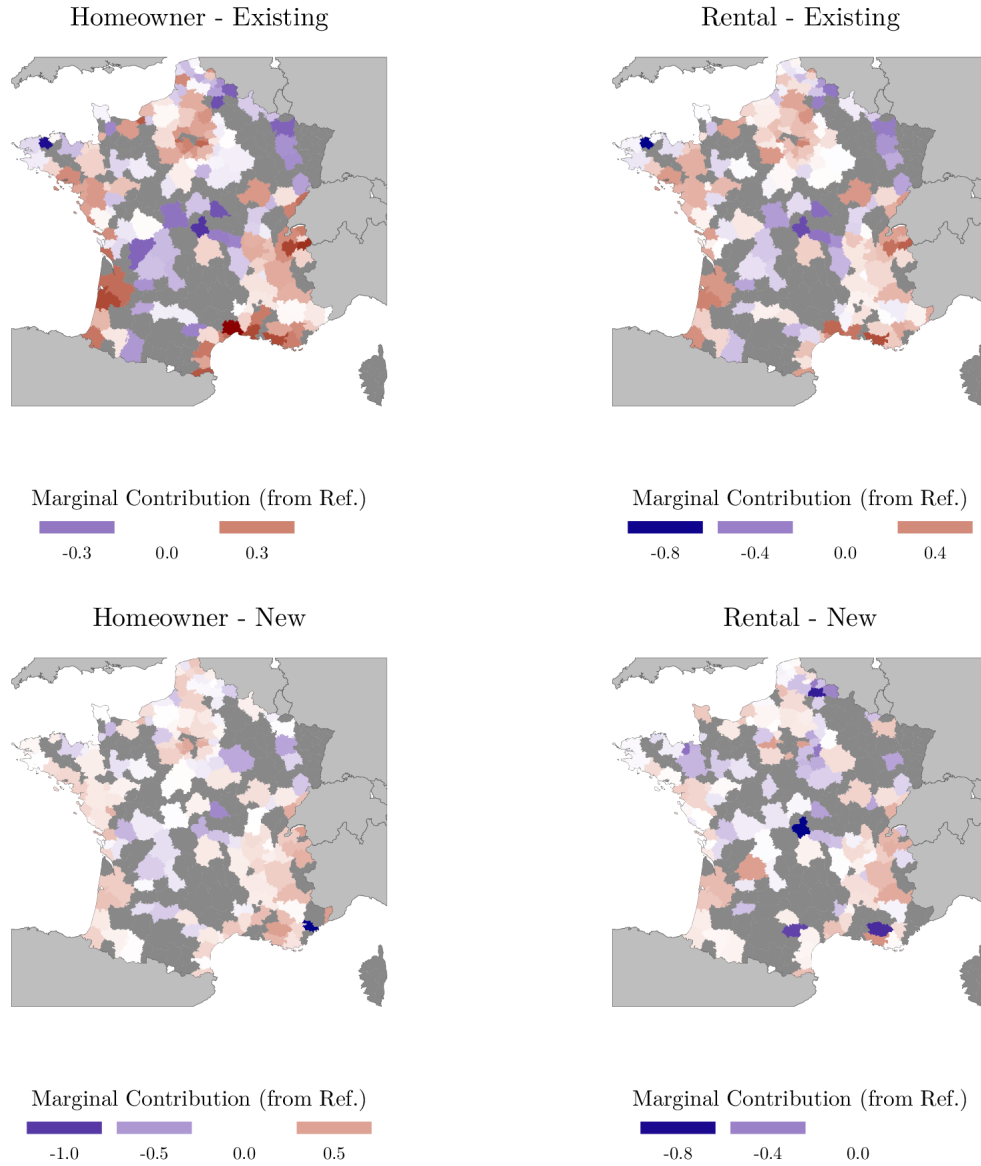 Homeowner - Existing
Rental - Existing
Marginal Contribution (from Ref.)
-0.3 0.0 0.3
Marginal Contribution (from Ref.)
-0.8 -0.4 0.0 0.4
Homeowner - New
Rental - New
Marginal Contribution (from Ref.)
-1.0 -0.5 0.0 0.5
Marginal Contribution (from Ref.)
-0.8 -0.4 0.0